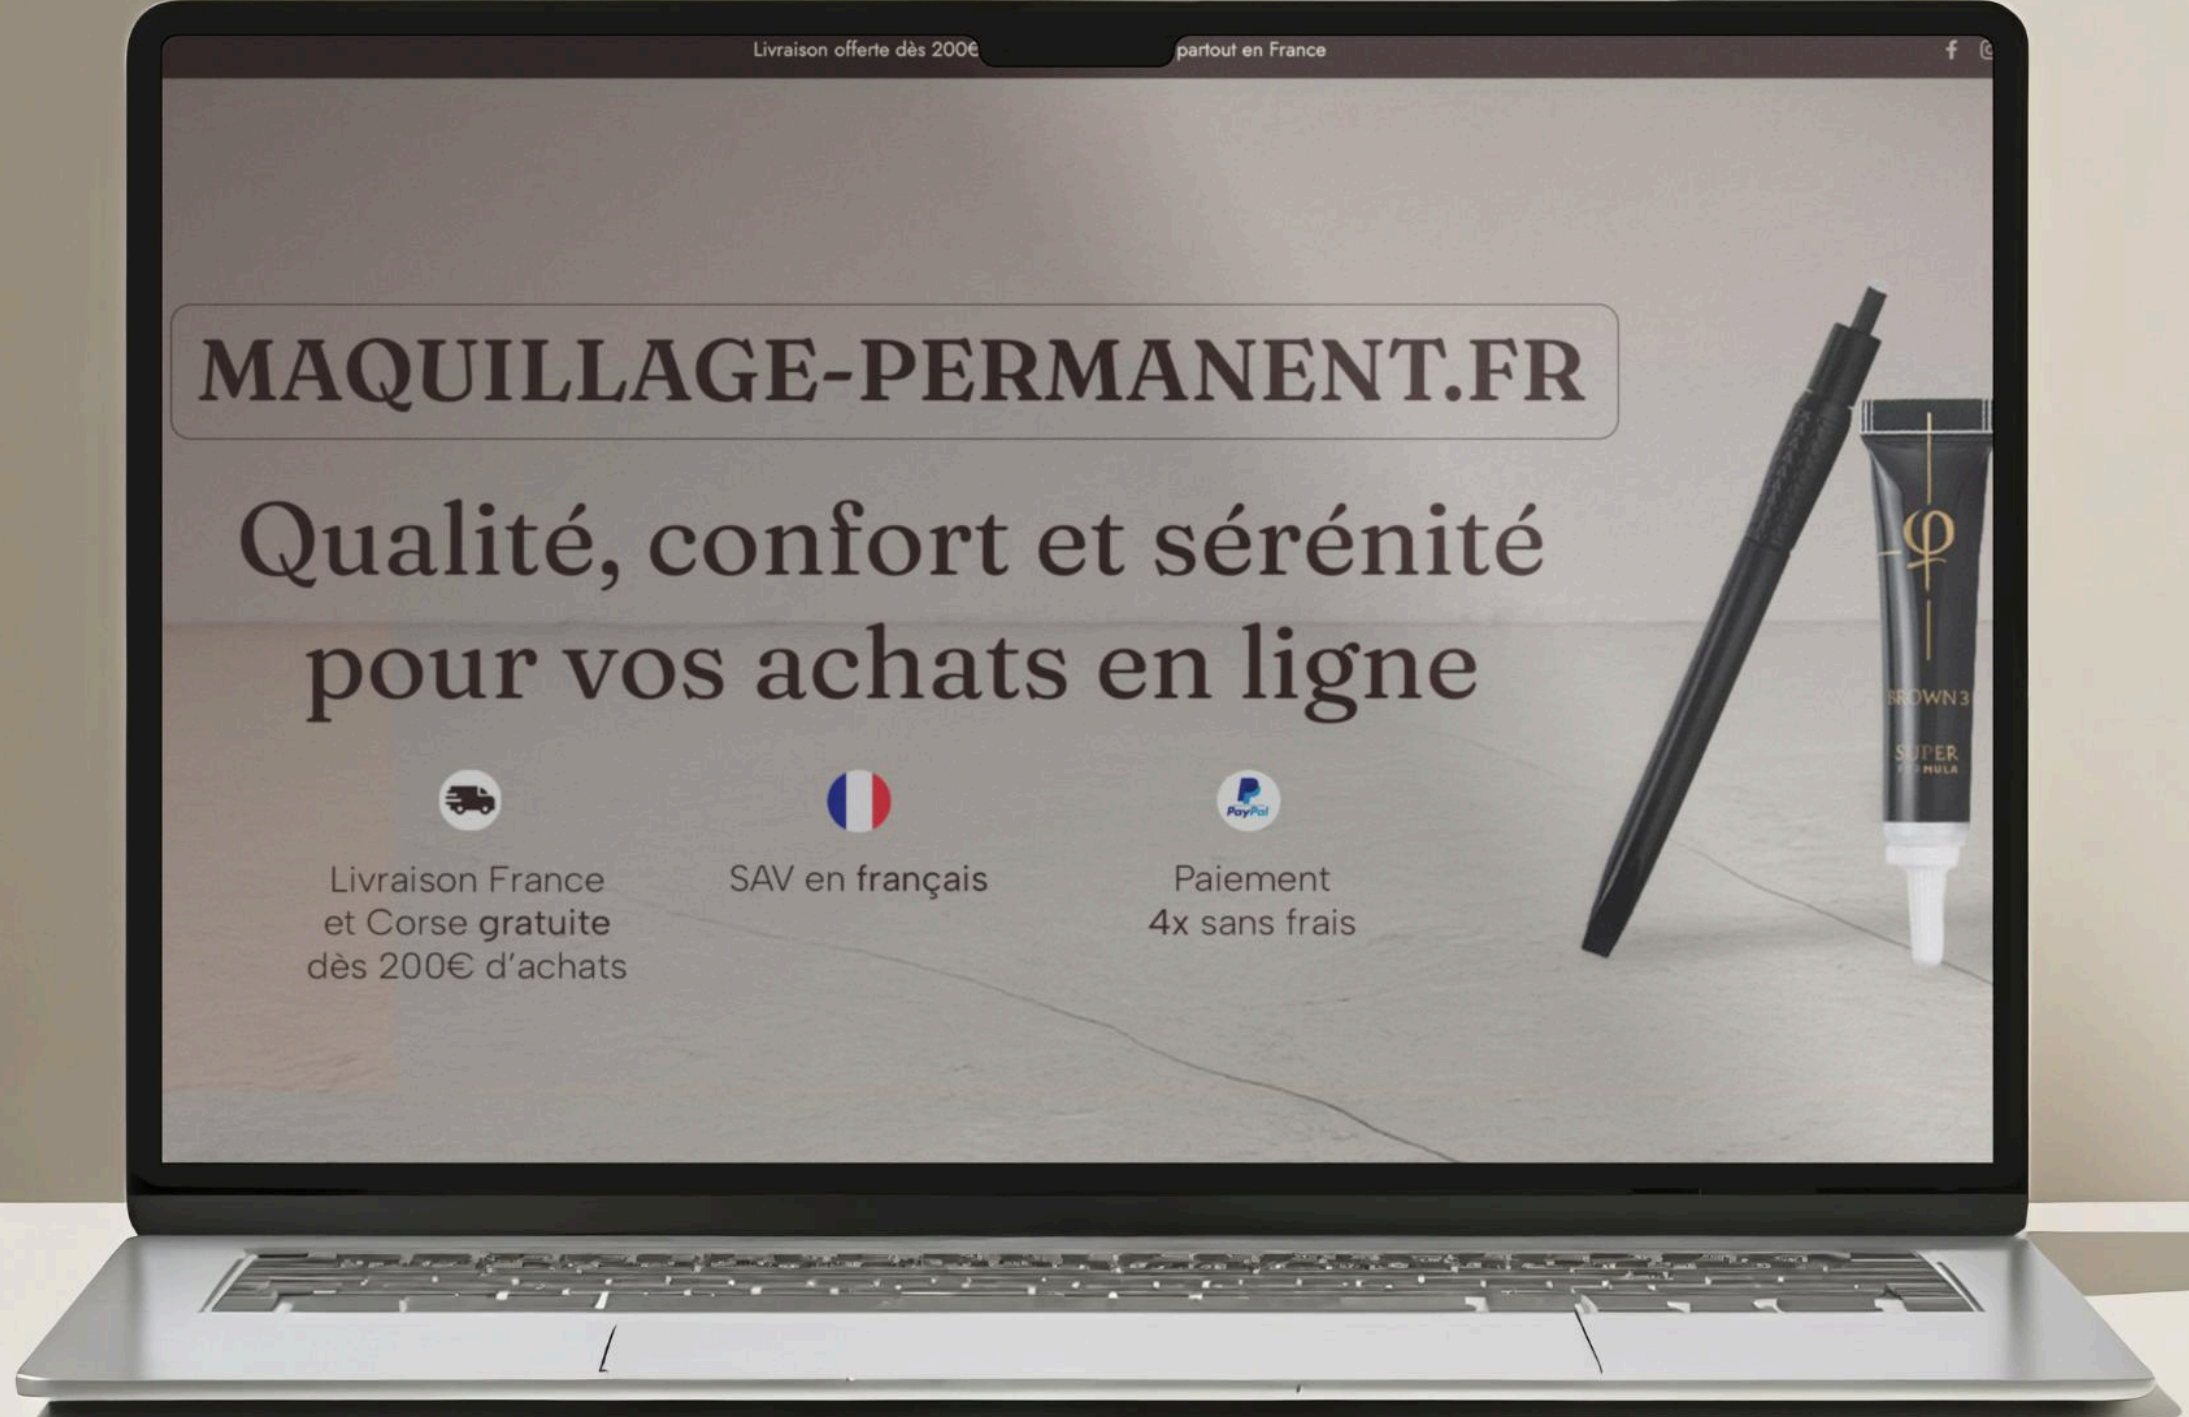 Livraison offerte dès 200€ partout en France
MAQUILLAGE-PERMANENT.FR
Qualité, confort et sérénité
pour vos achats en ligne
PayPal
Livraison France
et Corse gratuite
dès 200€ d'achats
SAV en français
Paiement
4x sans frais
φ
BROWN 3
SUPER
FORMULA